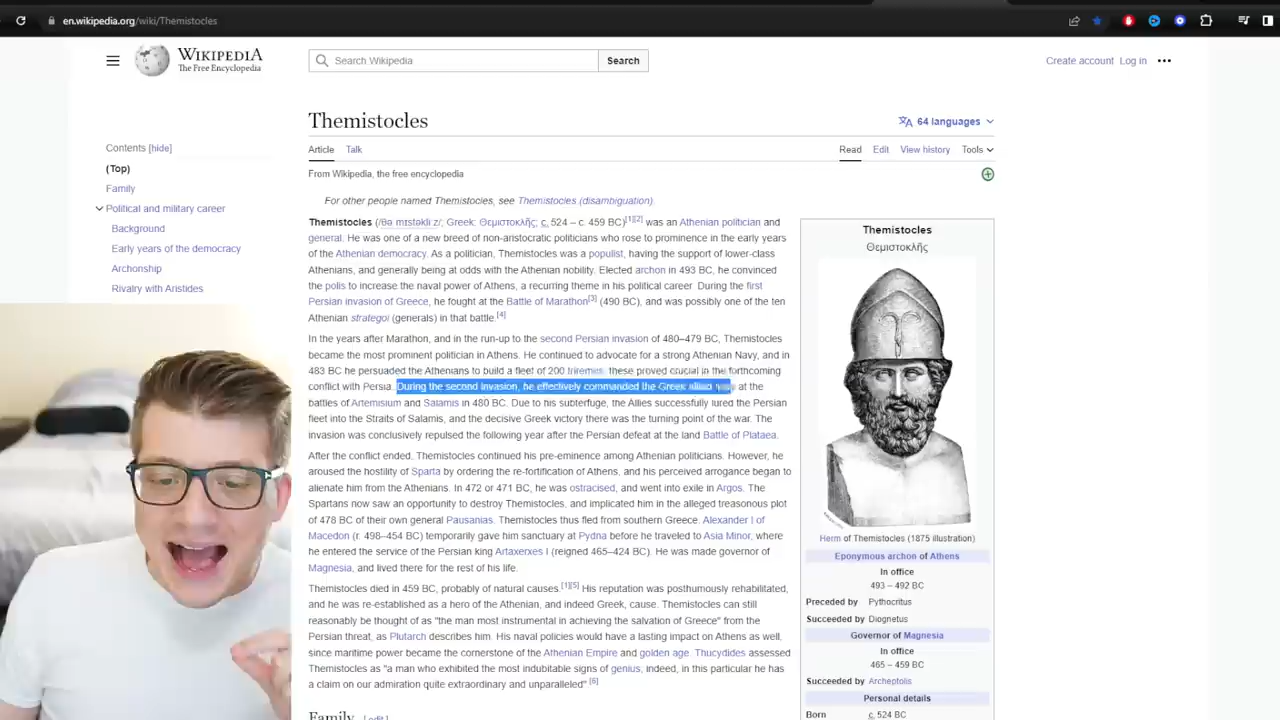 en.wikipedia.org/wiki/Themistocles
WIKIPEDIA
The Free Encyclopedia
Search Wikipedia
Search
Create account Log in
Contents [hide]
(Top)
Family
Political and military career
Background
Early years of the democracy
Archonship
Rivalry with Aristides
Themistocles
64 languages
Article Talk
Read Edit View history Tools
From Wikipedia, the free encyclopedia
For other people named Themistocles, see Themistocles (disambiguation).
Themistocles (/θəˈmɪstəkliːz/; Greek: Θεμιστοκλῆς; c. 524 – c. 459 BC)[1][2] was an Athenian politician and
general. He was one of a new breed of non-aristocratic politicians who rose to prominence in the early years
of the Athenian democracy. As a politician, Themistocles was a populist, having the support of lower-class
Athenians, and generally being at odds with the Athenian nobility. Elected archon in 493 BC, he convinced
the polis to increase the naval power of Athens, a recurring theme in his political career. During the first
Persian invasion of Greece, he fought at the Battle of Marathon[3] (490 BC), and was possibly one of the ten
Athenian strategoi (generals) in that battle.[4]
In the years after Marathon, and in the run-up to the second Persian invasion of 480–479 BC, Themistocles
became the most prominent politician in Athens. He continued to advocate for a strong Athenian Navy, and in
483 BC he persuaded the Athenians to build a fleet of 200 triremes; these proved crucial in the forthcoming
conflict with Persia. During the second invasion, he effectively commanded the Greek allied navy at the
battles of Artemisium and Salamis in 480 BC. Due to his subterfuge, the Allies successfully lured the Persian
fleet into the Straits of Salamis, and the decisive Greek victory there was the turning point of the war. The
invasion was conclusively repulsed the following year after the Persian defeat at the land Battle of Plataea.
After the conflict ended, Themistocles continued his pre-eminence among Athenian politicians. However, he
aroused the hostility of Sparta by ordering the re-fortification of Athens, and his perceived arrogance began to
alienate him from the Athenians. In 472 or 471 BC, he was ostracised, and went into exile in Argos. The
Spartans now saw an opportunity to destroy Themistocles, and implicated him in the alleged treasonous plot
of 478 BC of their own general Pausanias. Themistocles thus fled from southern Greece. Alexander I of
Macedon (r. 498–454 BC) temporarily gave him sanctuary at Pydna before he traveled to Asia Minor, where
he entered the service of the Persian king Artaxerxes I (reigned 465–424 BC). He was made governor of
Magnesia, and lived there for the rest of his life.
Themistocles died in 459 BC, probably of natural causes.[1][5] His reputation was posthumously rehabilitated,
and he was re-established as a hero of the Athenian, and indeed Greek, cause. Themistocles can still
reasonably be thought of as "the man most instrumental in achieving the salvation of Greece" from the
Persian threat, as Plutarch describes him. His naval policies would have a lasting impact on Athens as well,
since maritime power became the cornerstone of the Athenian Empire and golden age. Thucydides assessed
Themistocles as "a man who exhibited the most indubitable signs of genius; indeed, in this particular he has
a claim on our admiration quite extraordinary and unparalleled".[6]
Family [edit]
Themistocles
Θεμιστοκλῆς
Herm of Themistocles (1875 illustration)
Eponymous archon of Athens
In office
493 – 492 BC
Preceded by Pythocritus
Succeeded by Diognetus
Governor of Magnesia
In office
465 – 459 BC
Succeeded by Archeptolis
Personal details
Born c. 524 BC